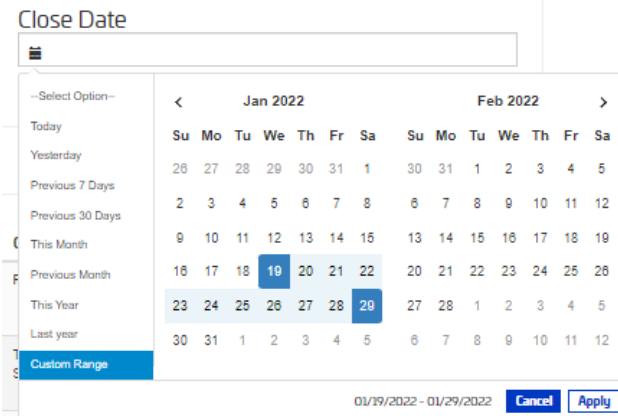 Close Date
--Select Option--
Today
Yesterday
Previous 7 Days
Previous 30 Days
This Month
Previous Month
This Year
Last year
Custom Range
Jan 2022
Su Mo Tu We Th Fr Sa
26 27 28 29 30 31 1
2 3 4 5 6 7 8
9 10 11 12 13 14 15
16 17 18 19 20 21 22
23 24 25 26 27 28 29
30 31 1 2 3 4 5
Feb 2022
Su Mo Tu We Th Fr Sa
30 31 1 2 3 4 5
6 7 8 9 10 11 12
13 14 15 16 17 18 19
20 21 22 23 24 25 26
27 28 1 2 3 4 5
6 7 8 9 10 11 12
01/19/2022 - 01/29/2022 Cancel Apply